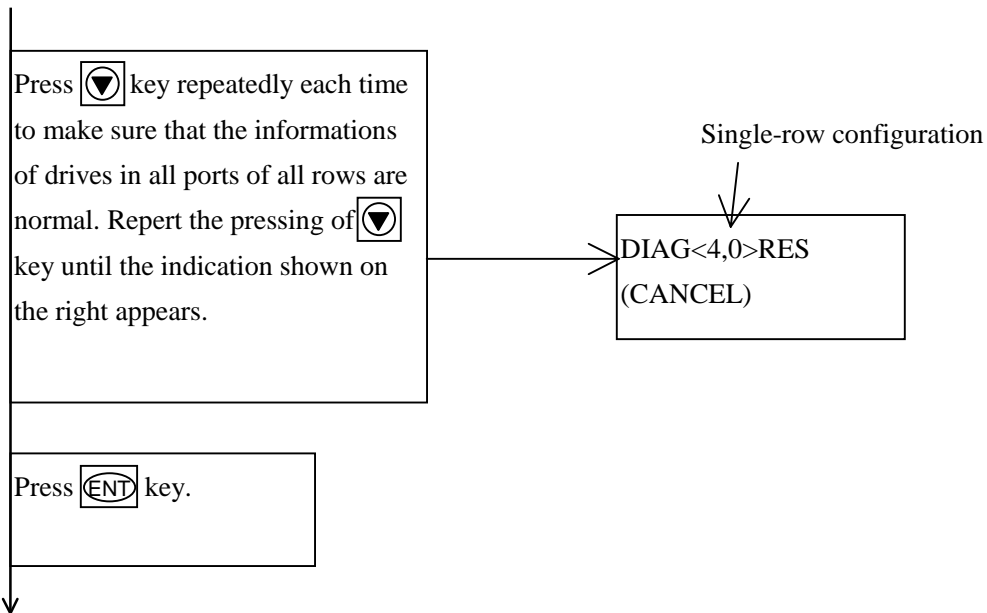 Press ▼ key repeatedly each time
to make sure that the informations
of drives in all ports of all rows are
normal. Repert the pressing of ▼
key until the indication shown on
the right appears.
Single-row configuration
DIAG<4,0>RES
(CANCEL)
Press ENT key.